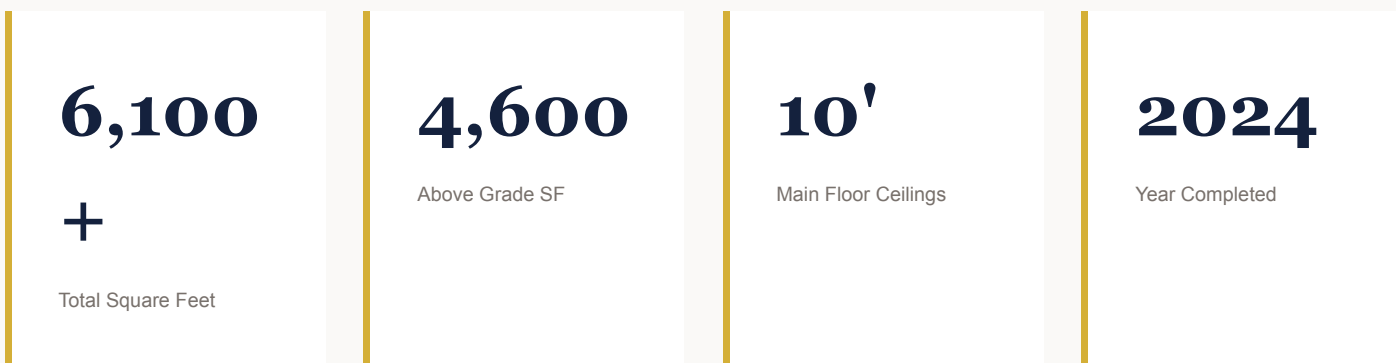 6,100
+
Total Square Feet
4,600
Above Grade SF
10'
Main Floor Ceilings
2024
Year Completed